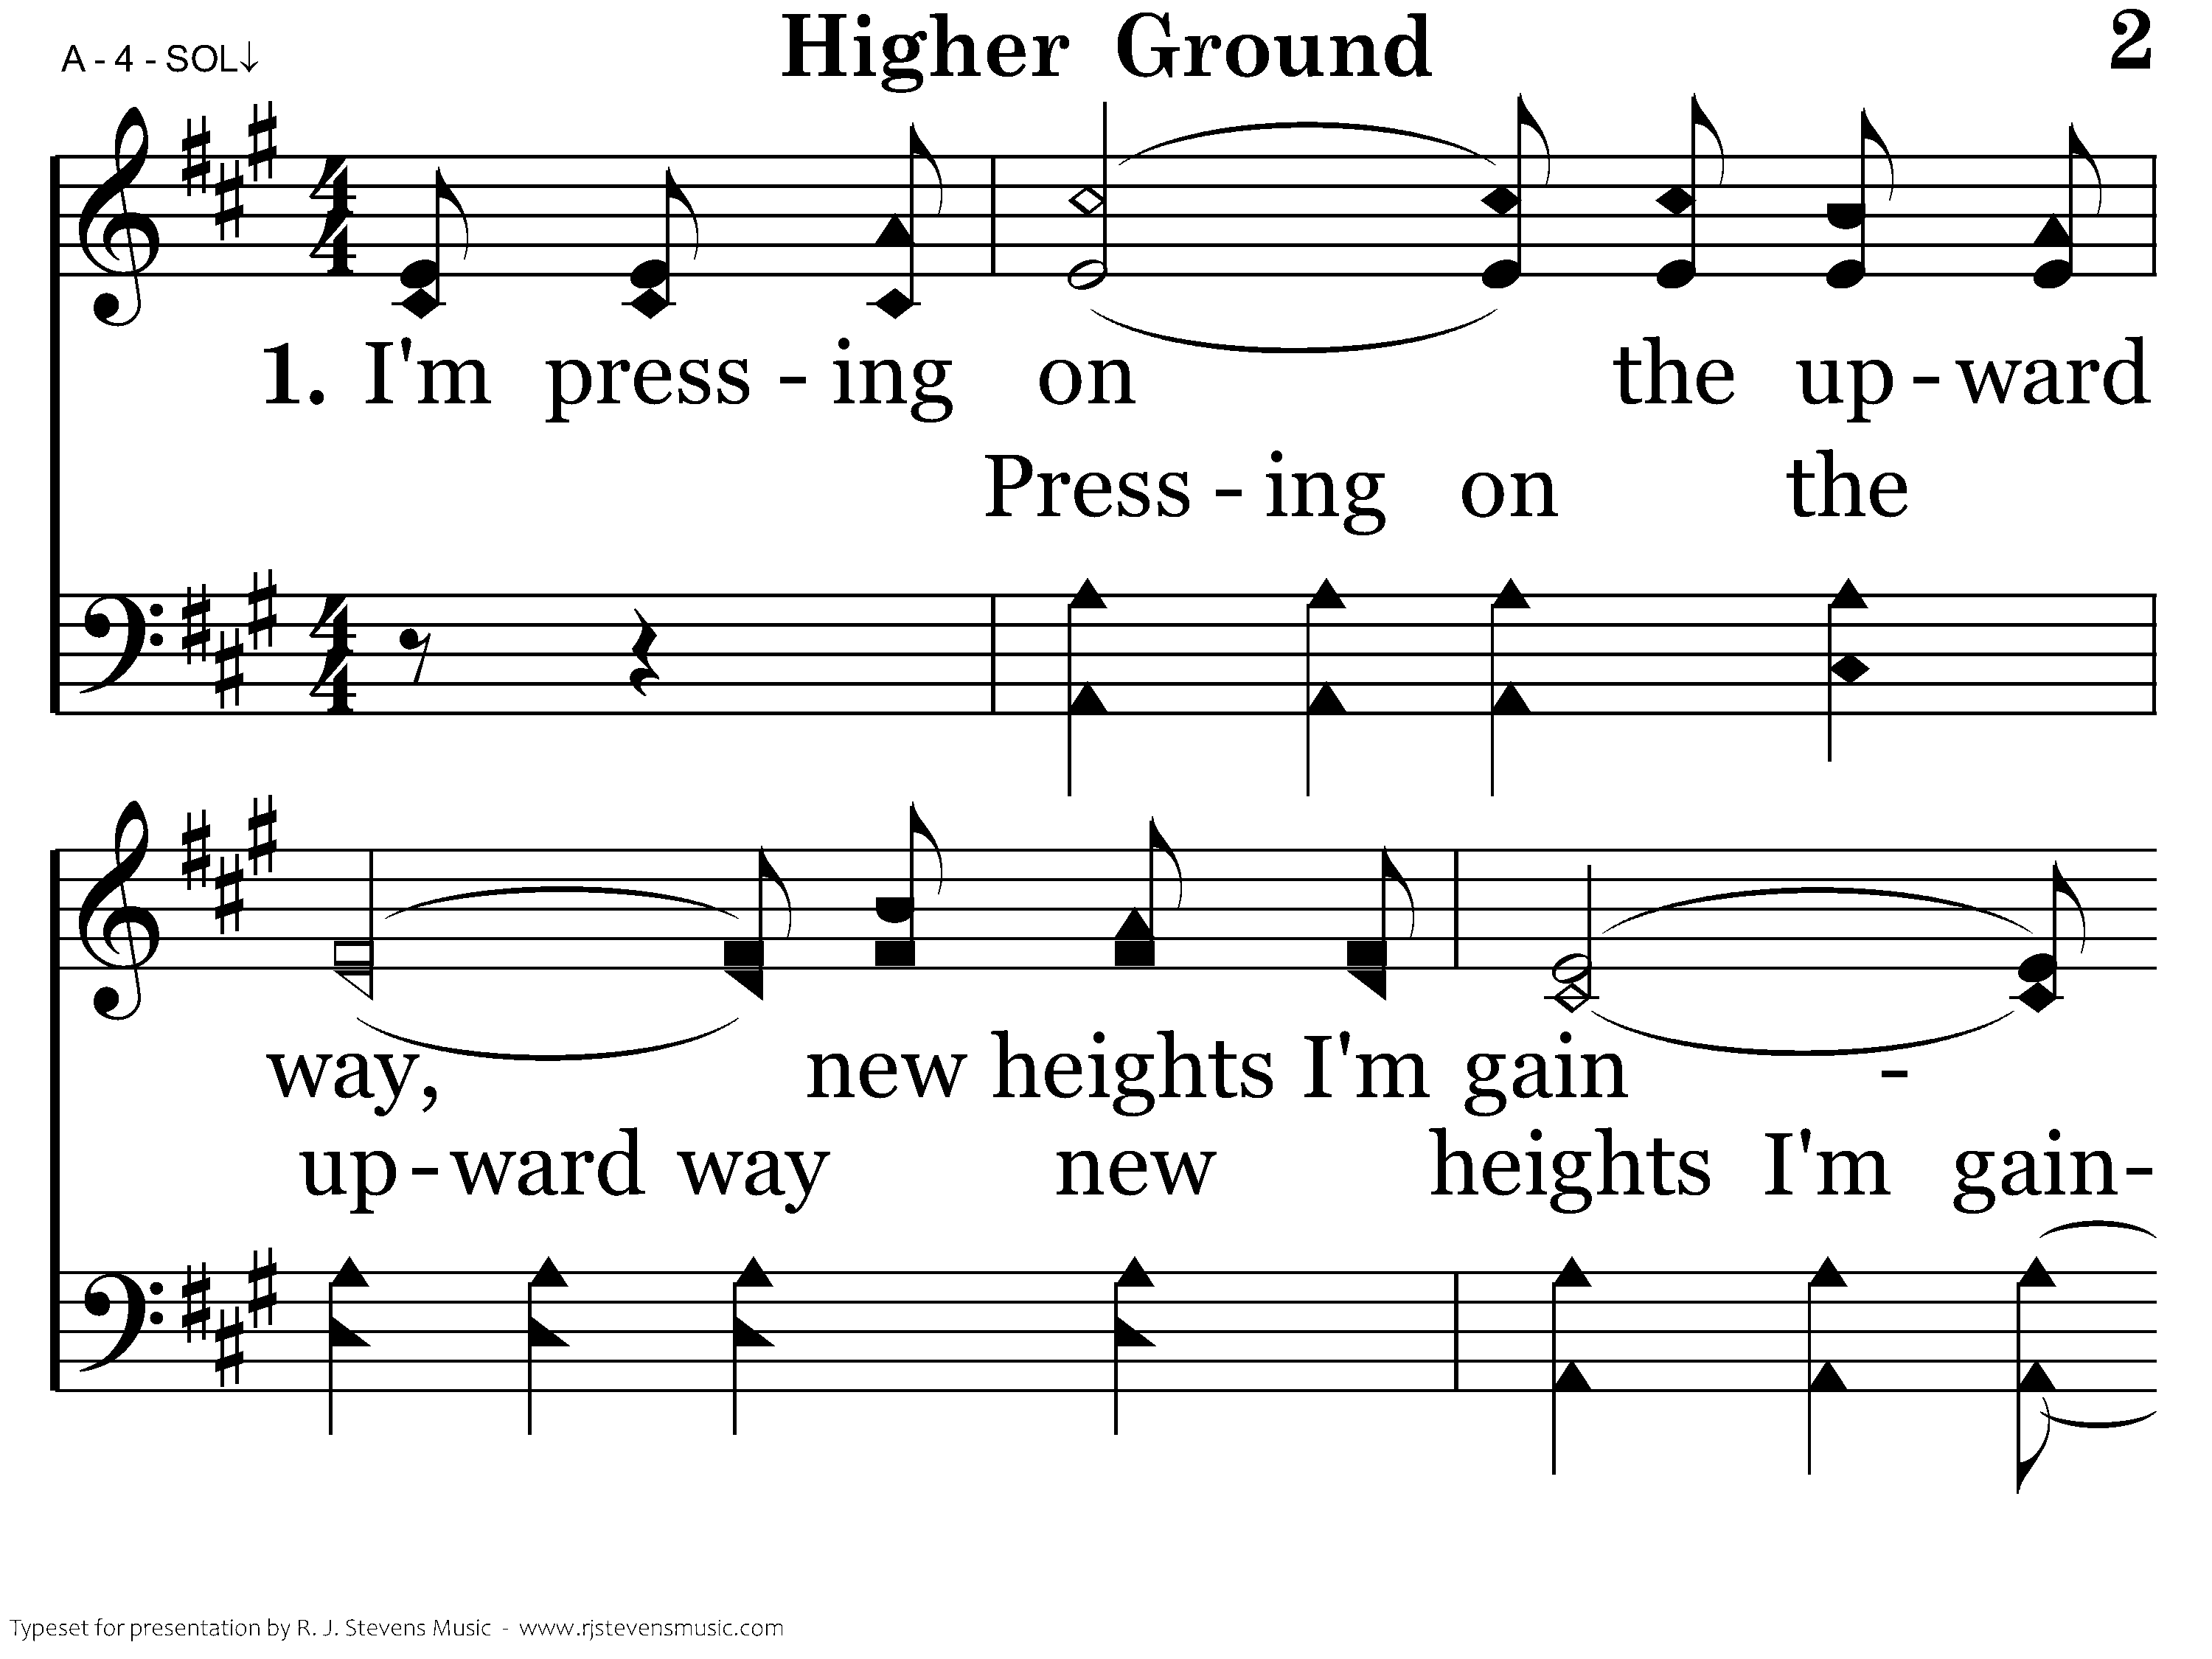 A - 4 - SOL↓
Higher Ground
2
1. I'm press - ing on the up - ward
Press - ing on the
way, new heights I'm gain -
up - ward way new heights I'm gain-
Typeset for presentation by R. J. Stevens Music - www.rjstevensmusic.com